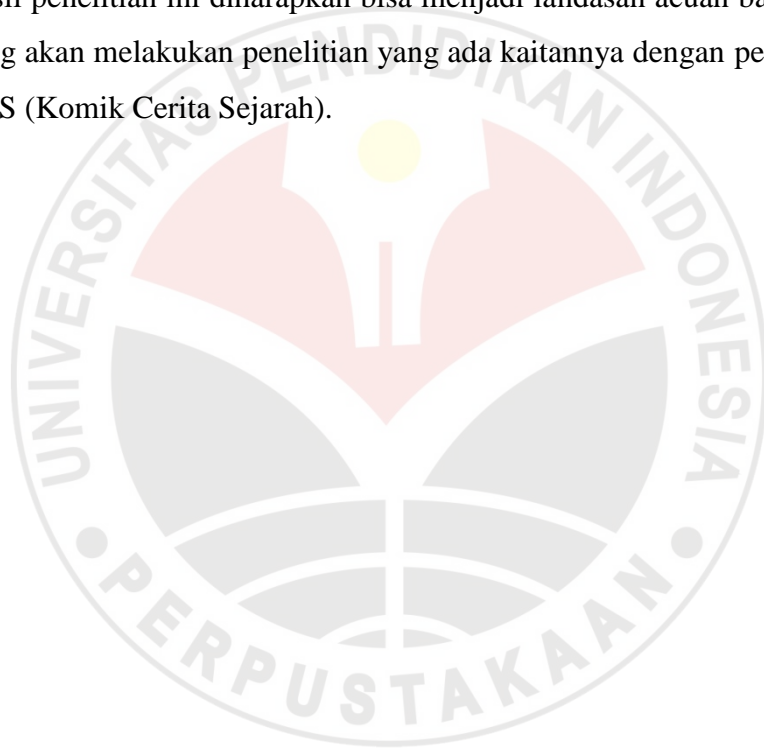 penelitian ini diharapkan bisa menjadi landasan acuan
akan melakukan penelitian yang ada kaitannya dengan
(Komik Cerita Sejarah).
UNIVERSITAS PENDIDIKAN INDONESIA
PERPUSTAKAAN